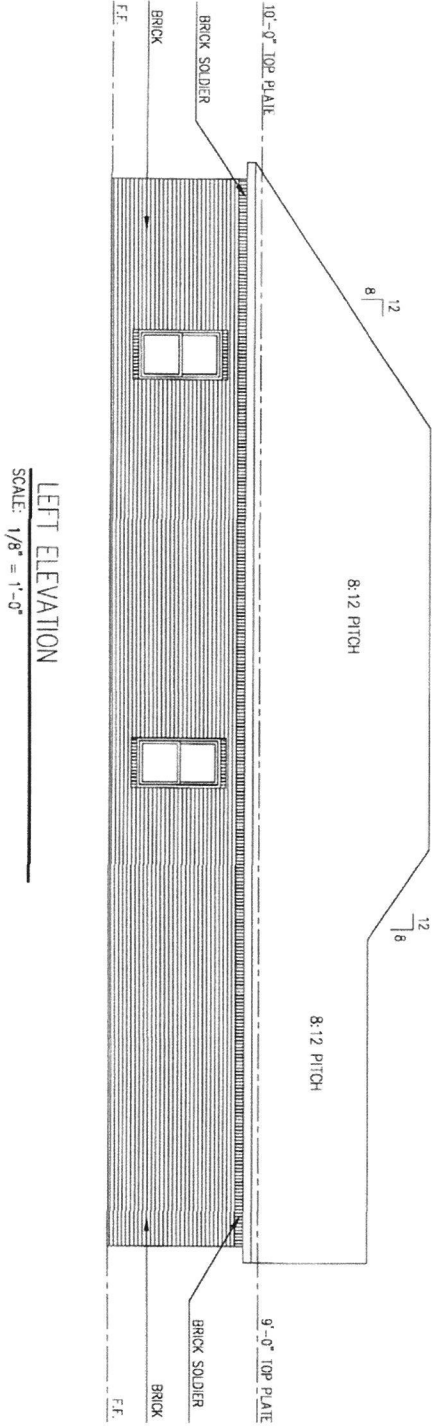 10'-0" TOP PLATE
BRICK SOLDIER
BRICK
F.F.
12
8
8:12 PITCH
12
8
8:12 PITCH
9'-0" TOP PLATE
BRICK SOLDIER
BRICK
F.F.
LEFT ELEVATION
SCALE: 1/8" = 1'-0"